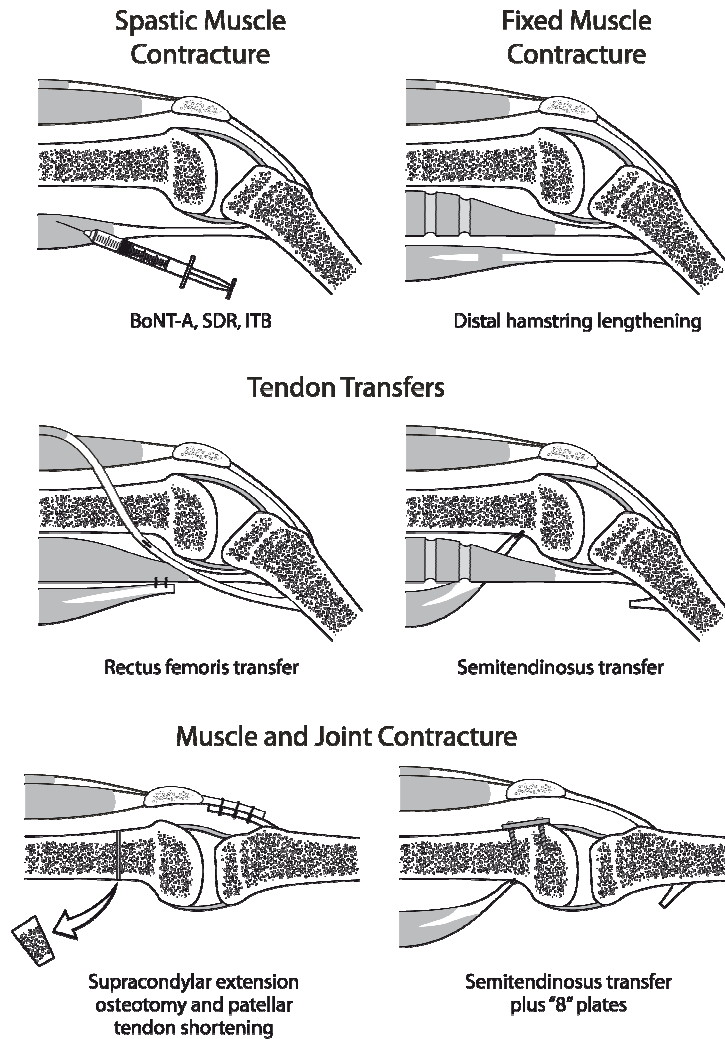 Spastic Muscle
Contracture
Fixed Muscle
Contracture
BoNT-A, SDR, ITB
Distal hamstring lengthening
Tendon Transfers
Rectus femoris transfer
Semitendinosus transfer
Muscle and Joint Contracture
Supracondylar extension
osteotomy and patellar
tendon shortening
Semitendinosus transfer
plus "8" plates